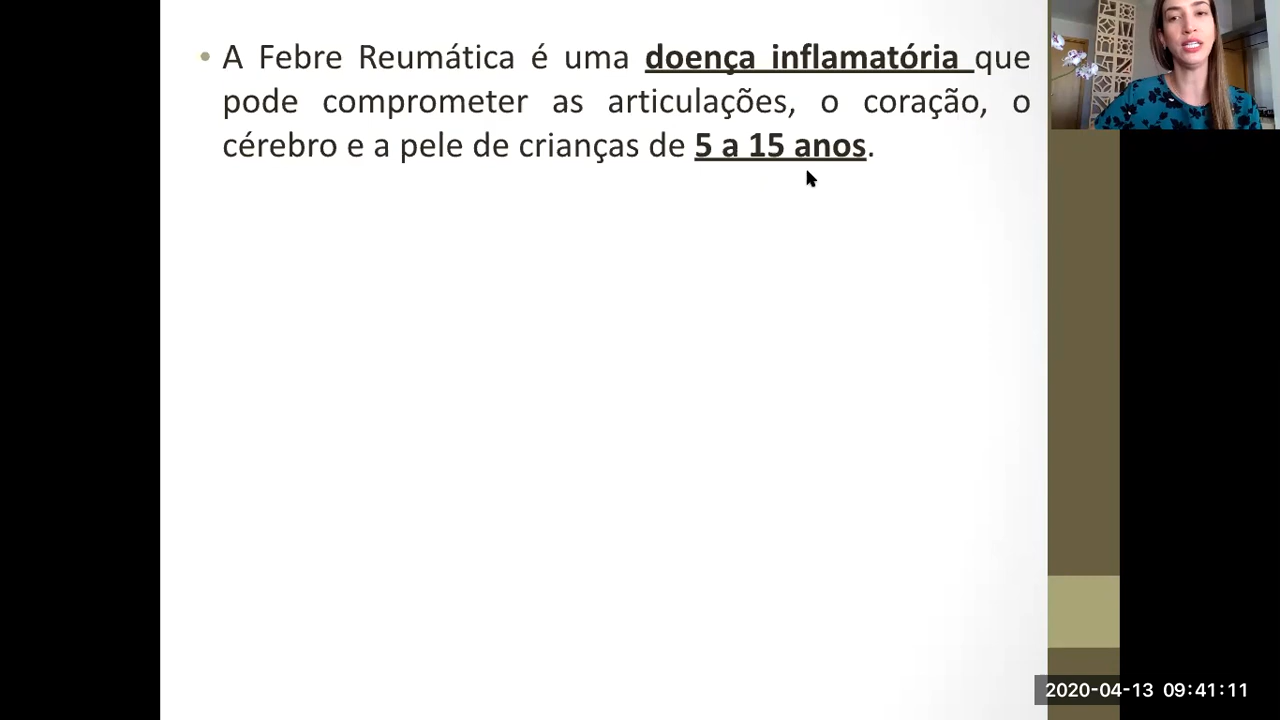 • A Febre Reumática é uma doença inflamatória que
pode comprometer as articulações, o coração, o
cérebro e a pele de crianças de 5 a 15 anos.
2020-04-13 09:41:11